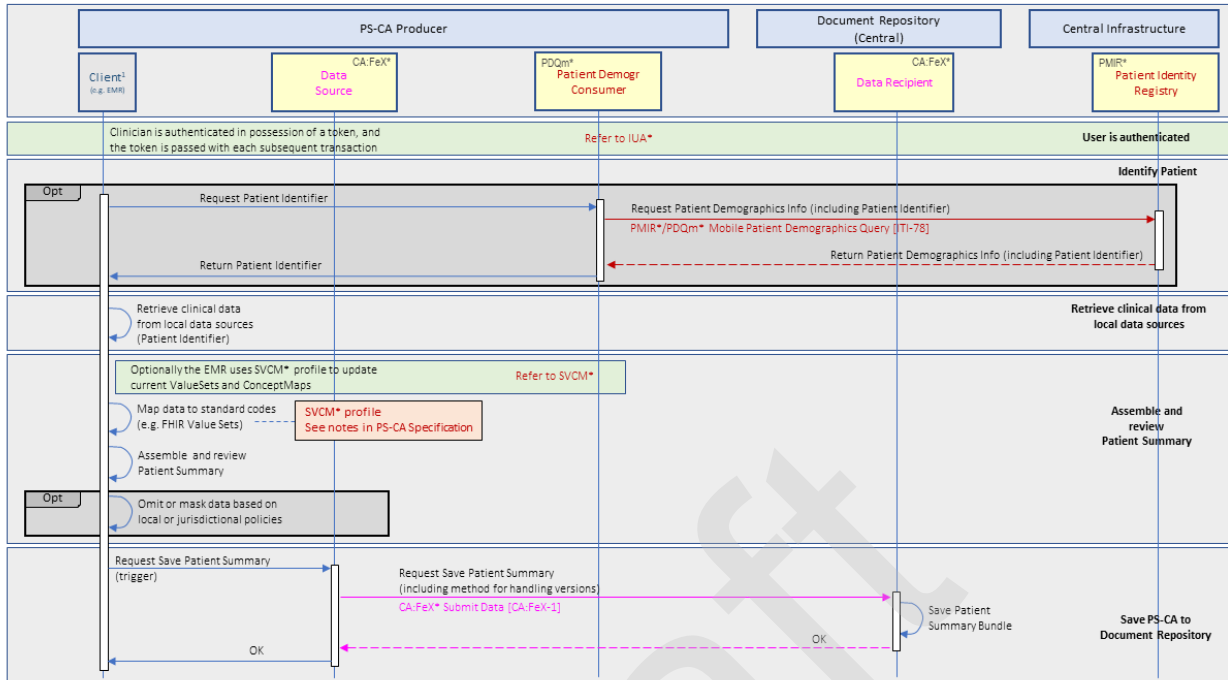 PS-CA Producer
Document Repository
(Central)
Central Infrastructure
Client1
(e.g. EMR)
CA:FeX*
Data
Source
PDQm*
Patient Demogr
Consumer
CA:FeX*
Data Recipient
PMIR*
Patient Identity
Registry
Clinician is authenticated in possession of a token, and
the token is passed with each subsequent transaction
Refer to IUA*
User is authenticated
Identify Patient
Opt
Request Patient Identifier
Request Patient Demographics Info (including Patient Identifier)
PMIR*/PDQm* Mobile Patient Demographics Query [ITI-78]
Return Patient Demographics Info (including Patient Identifier)
Return Patient Identifier
Retrieve clinical data
from local data sources
(Patient Identifier)
Retrieve clinical data from
local data sources
Optionally the EMR uses SVCM* profile to update
current ValueSets and ConceptMaps
Refer to SVCM*
Map data to standard codes
(e.g. FHIR Value Sets)
SVCM* profile
See notes in PS-CA Specification
Assemble and
review
Patient Summary
Assemble and review
Patient Summary
Opt
Omit or mask data based on
local or jurisdictional policies
Request Save Patient Summary
(trigger)
Request Save Patient Summary
(including method for handling versions)
CA:FeX* Submit Data [CA:FeX-1]
Save Patient
Summary Bundle
Save PS-CA to
Document Repository
OK
OK